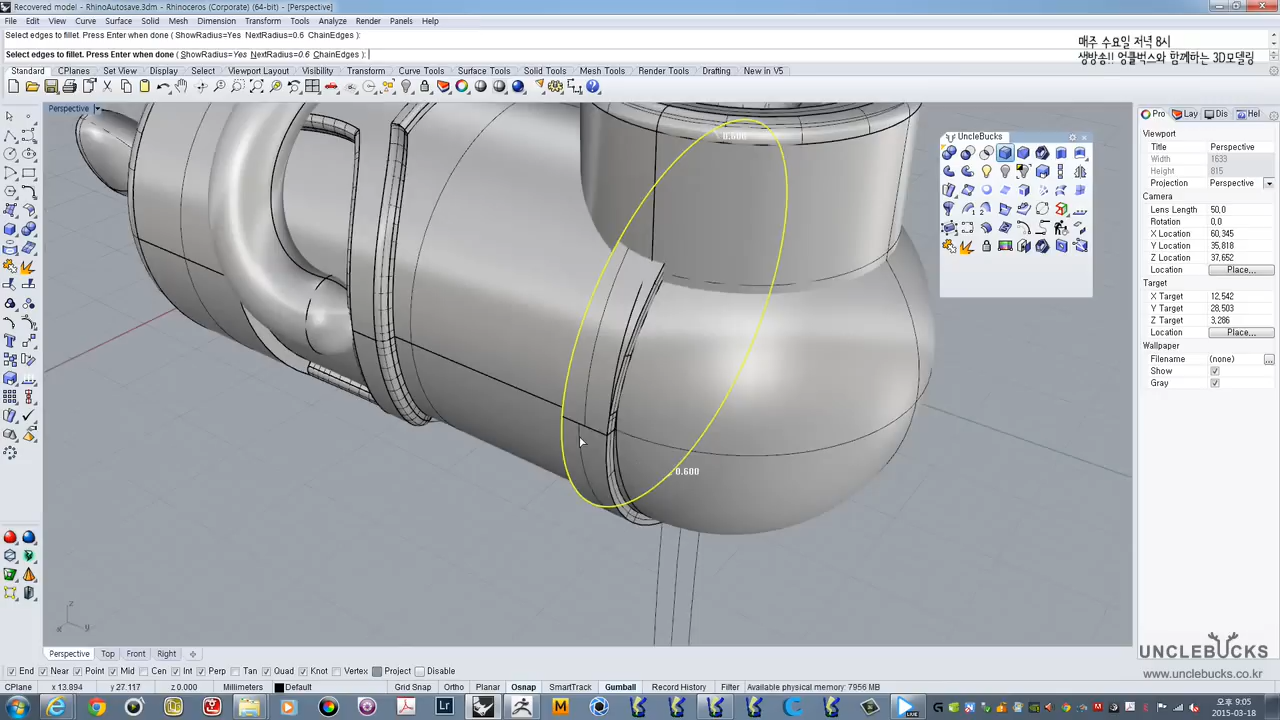 Recovered model - RhinoAutosave.3dm - Rhinoceros (Corporate) (64-bit) - [Perspective]
File Edit View Curve Surface Solid Mesh Dimension Transform Tools Analyze Render Panels Help
Select edges to fillet. Press Enter when done ( ShowRadius=Yes NextRadius=0.6 ChainEdges ):
Select edges to fillet. Press Enter when done ( ShowRadius=Yes NextRadius=0.6 ChainEdges ):
매주 수요일 저녁 8시
생방송!! 엉클벅스와 함께하는 3D모델링
Standard CPlanes Set View Display Select Viewport Layout Visibility Transform Curve Tools Surface Tools Solid Tools Mesh Tools Render Tools Drafting New in V5
Perspective
Pro Lay Dis Hel
UncleBucks
0.600
0.600
Viewport
Title Perspective
Width 1633
Height 815
Projection Perspective
Camera
Lens Length 50,0
Rotation 0,0
X Location 60,345
Y Location 35,818
Z Location 37,652
Location Place...
Target
X Target 12,542
Y Target 28,503
Z Target 3,286
Location Place...
Wallpaper
Filename (none) ...
Show
Gray
z
x y
Perspective Top Front Right
UNCLEBUCKS
www.unclebucks.co.kr
End Near Point Mid Cen Int Perp Tan Quad Knot Vertex Project Disable
CPlane x 13.894 y 27.117 z 0.000 Millimeters Default Grid Snap Ortho Planar Osnap SmartTrack Gumball Record History Filter Available physical memory: 7956 MB
Lr M LIVE
오후 9:05
2015-03-18